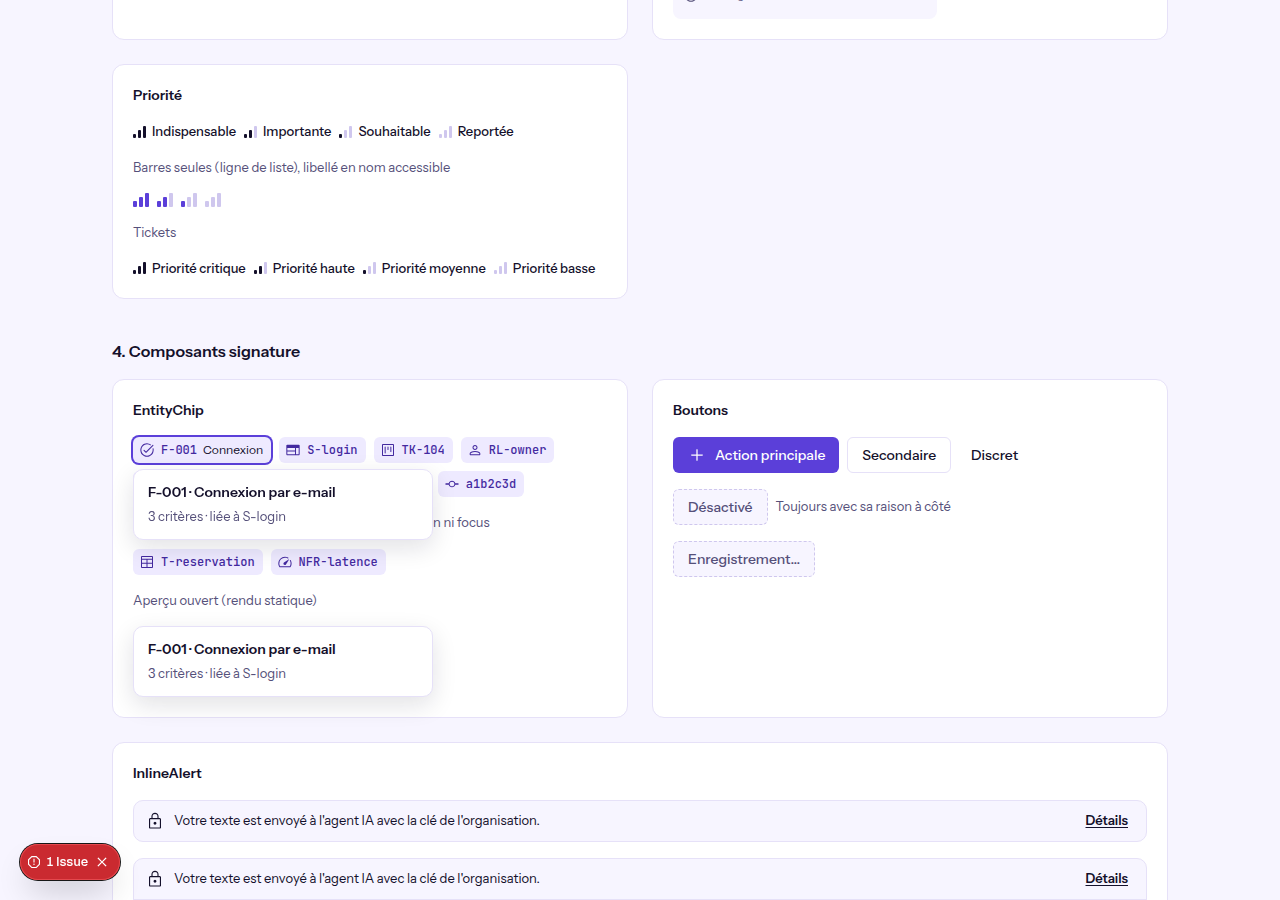 Priorité
Indispensable Importante Souhaitable Reportée
Barres seules (ligne de liste), libellé en nom accessible
Tickets
Priorité critique Priorité haute Priorité moyenne Priorité basse
4. Composants signature
EntityChip
F-001 Connexion S-login TK-104 RL-owner
a1b2c3d
F-001 · Connexion par e-mail
3 critères · liée à S-login
n ni focus
T-reservation NFR-latence
Aperçu ouvert (rendu statique)
F-001 · Connexion par e-mail
3 critères · liée à S-login
Boutons
Action principale Secondaire Discret
Désactivé Toujours avec sa raison à côté
Enregistrement…
InlineAlert
Votre texte est envoyé à l'agent IA avec la clé de l'organisation. Détails
Votre texte est envoyé à l'agent IA avec la clé de l'organisation. Détails
1 Issue